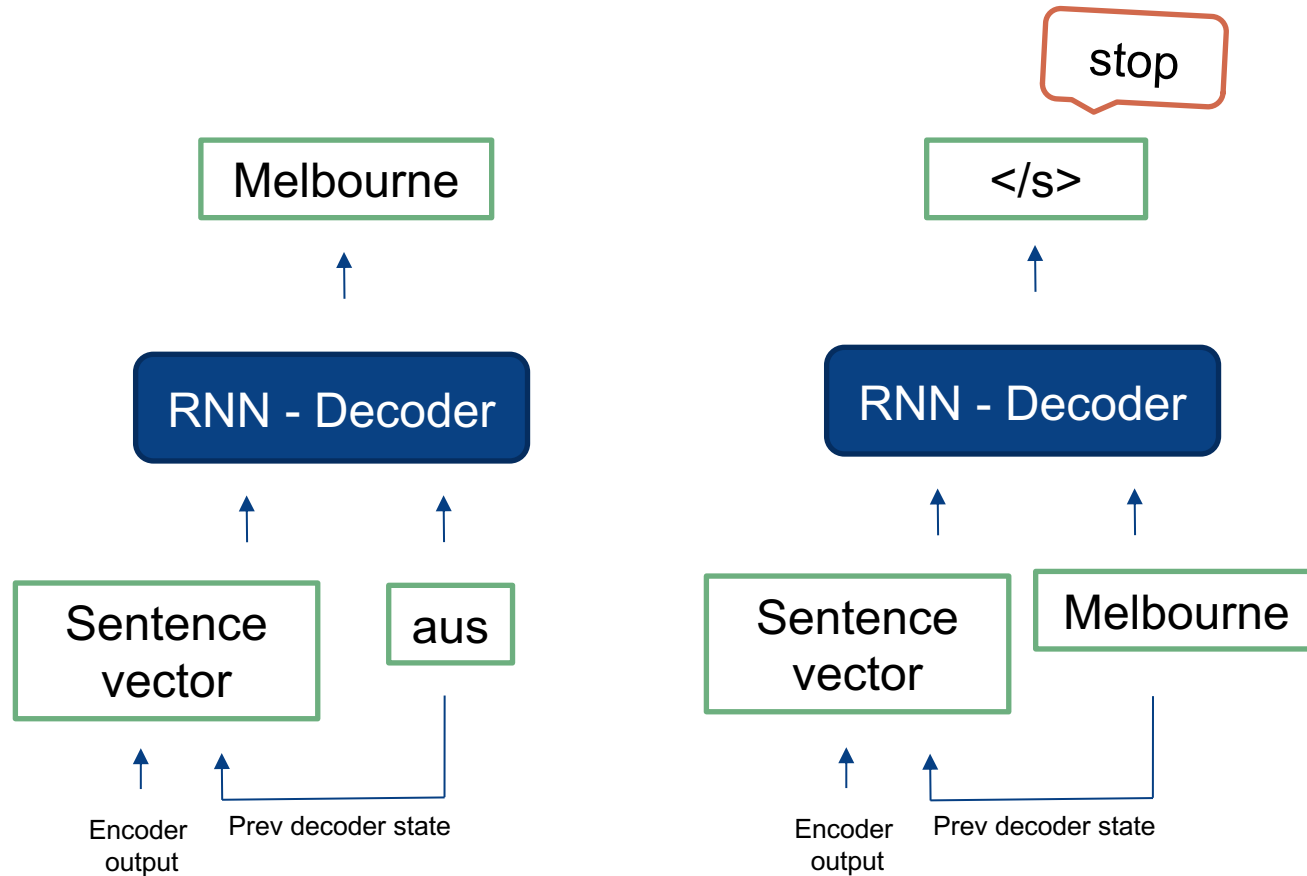 stop
Melbourne
</s>
RNN - Decoder
RNN - Decoder
Sentence
vector
aus
Sentence
vector
Melbourne
Encoder
output
Prev decoder state
Encoder
output
Prev decoder state